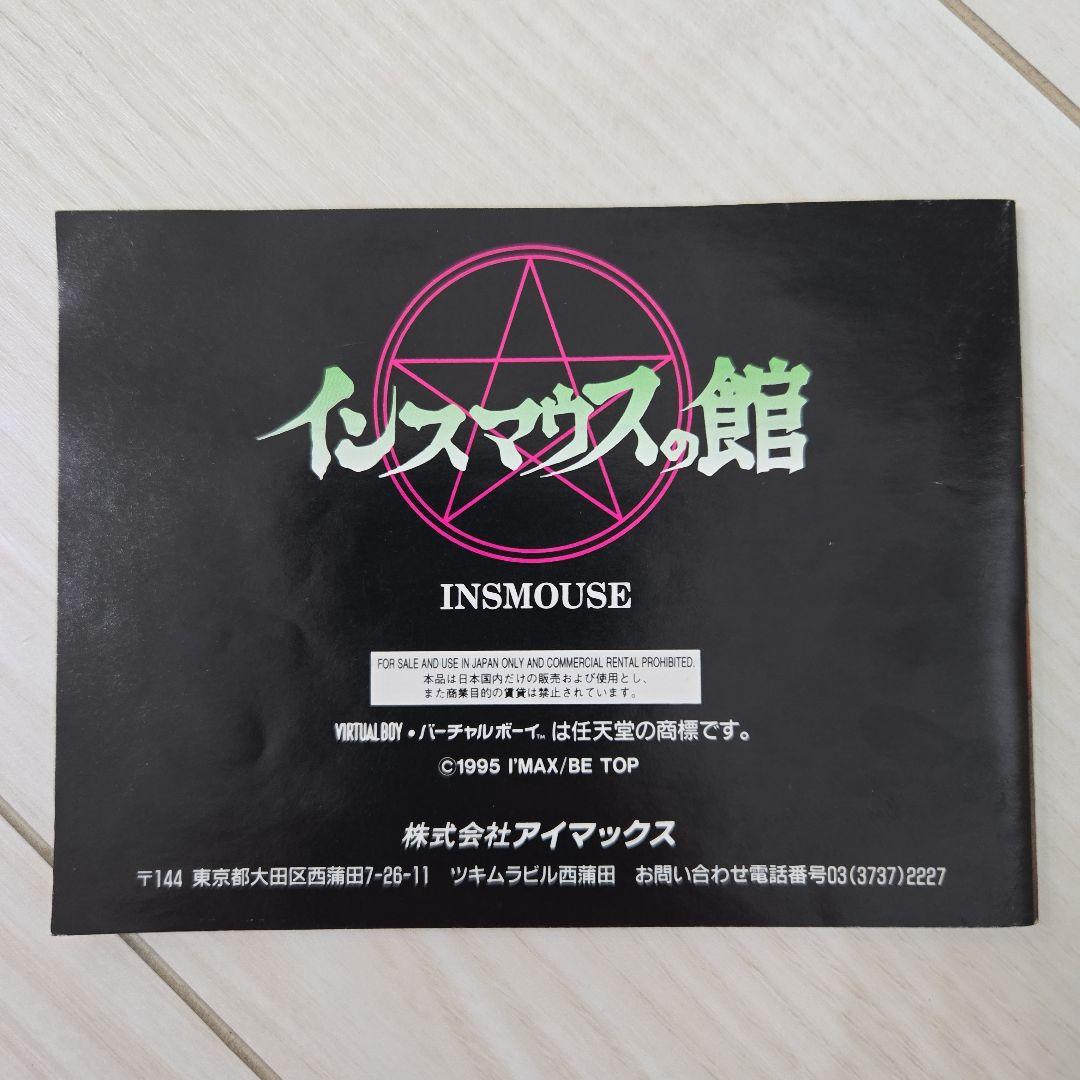 インスマウスの館
INSMOUSE
FOR SALE AND USE IN JAPAN ONLY AND COMMERCIAL RENTAL PROHIBITED.
本品は日本国内だけの販売および使用とし、
また商業目的の賃貸は禁止されています。
VIRTUAL BOY・バーチャルボーイ™ は任天堂の商標です。
©1995 I'MAX/BE TOP
株式会社アイマックス
〒144 東京都大田区西蒲田7-26-11 ツキムラビル西蒲田 お問い合わせ電話番号03(3737)2227